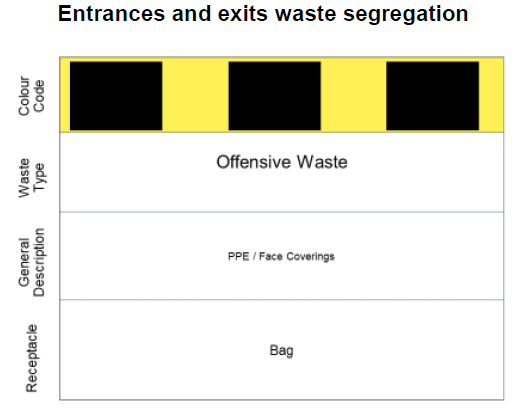 Entrances and exits waste segregation
Colour
Code
Waste
Type
Offensive Waste
General
Description
PPE / Face Coverings
Receptacle
Bag